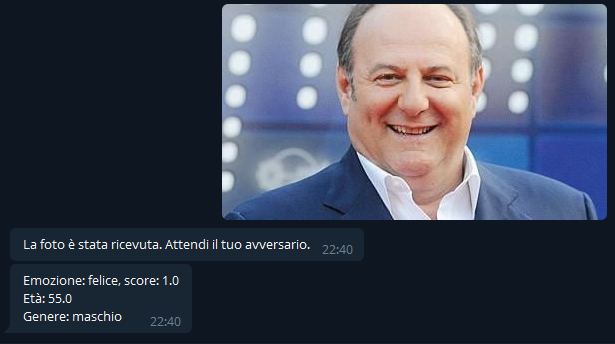 La foto è stata ricevuta. Attendi il tuo avversario.
22:40
Emozione: felice, score: 1.0
Età: 55.0
Genere: maschio
22:40